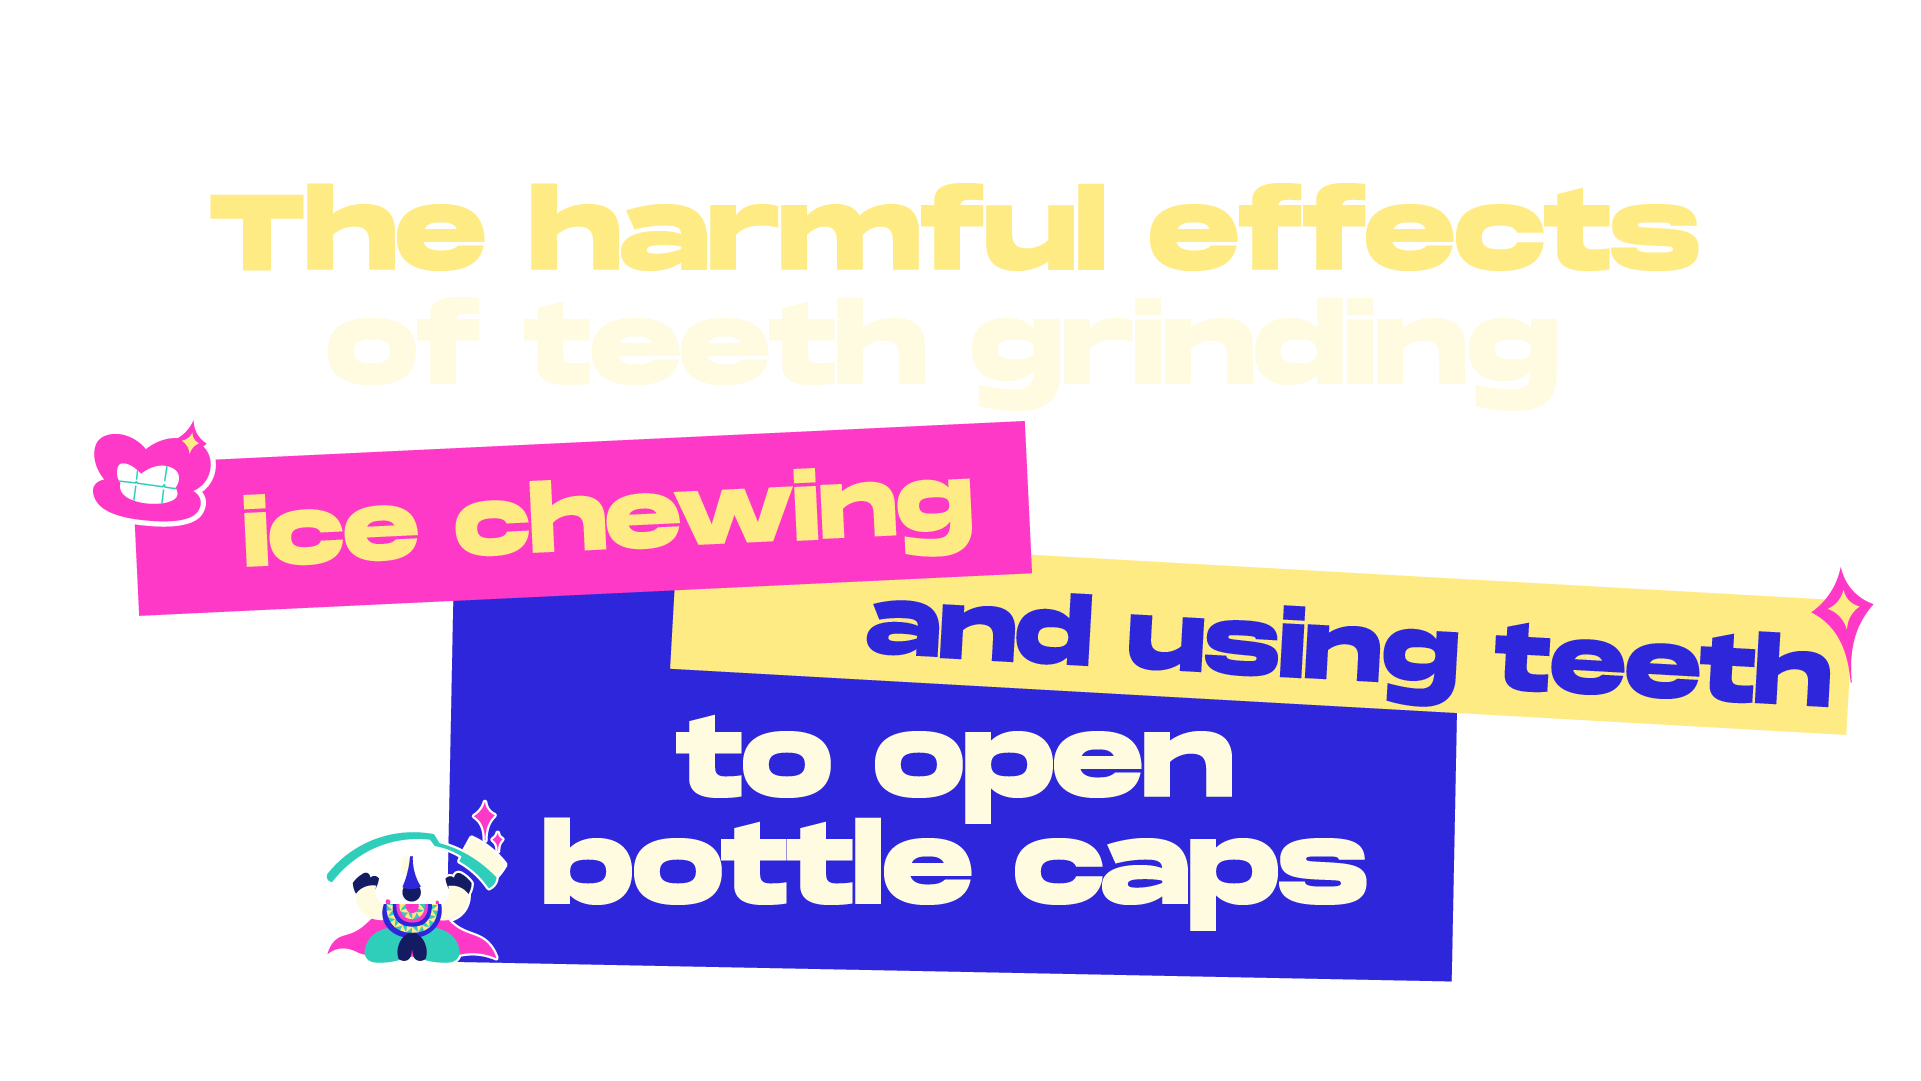 The harmful effects
of teeth grinding
ice chewing
and using teeth
to open
bottle caps